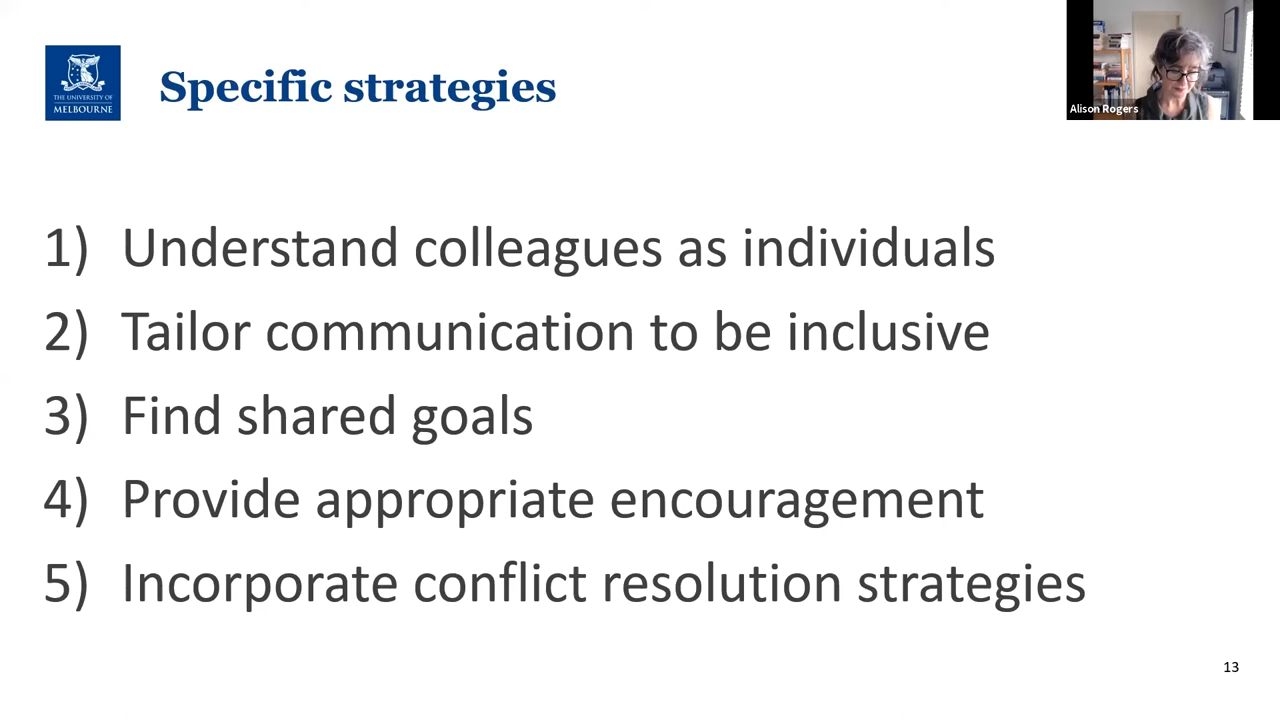 THE UNIVERSITY OF
MELBOURNE
Specific strategies
Alison Rogers
1) Understand colleagues as individuals
2) Tailor communication to be inclusive
3) Find shared goals
4) Provide appropriate encouragement
5) Incorporate conflict resolution strategies
13